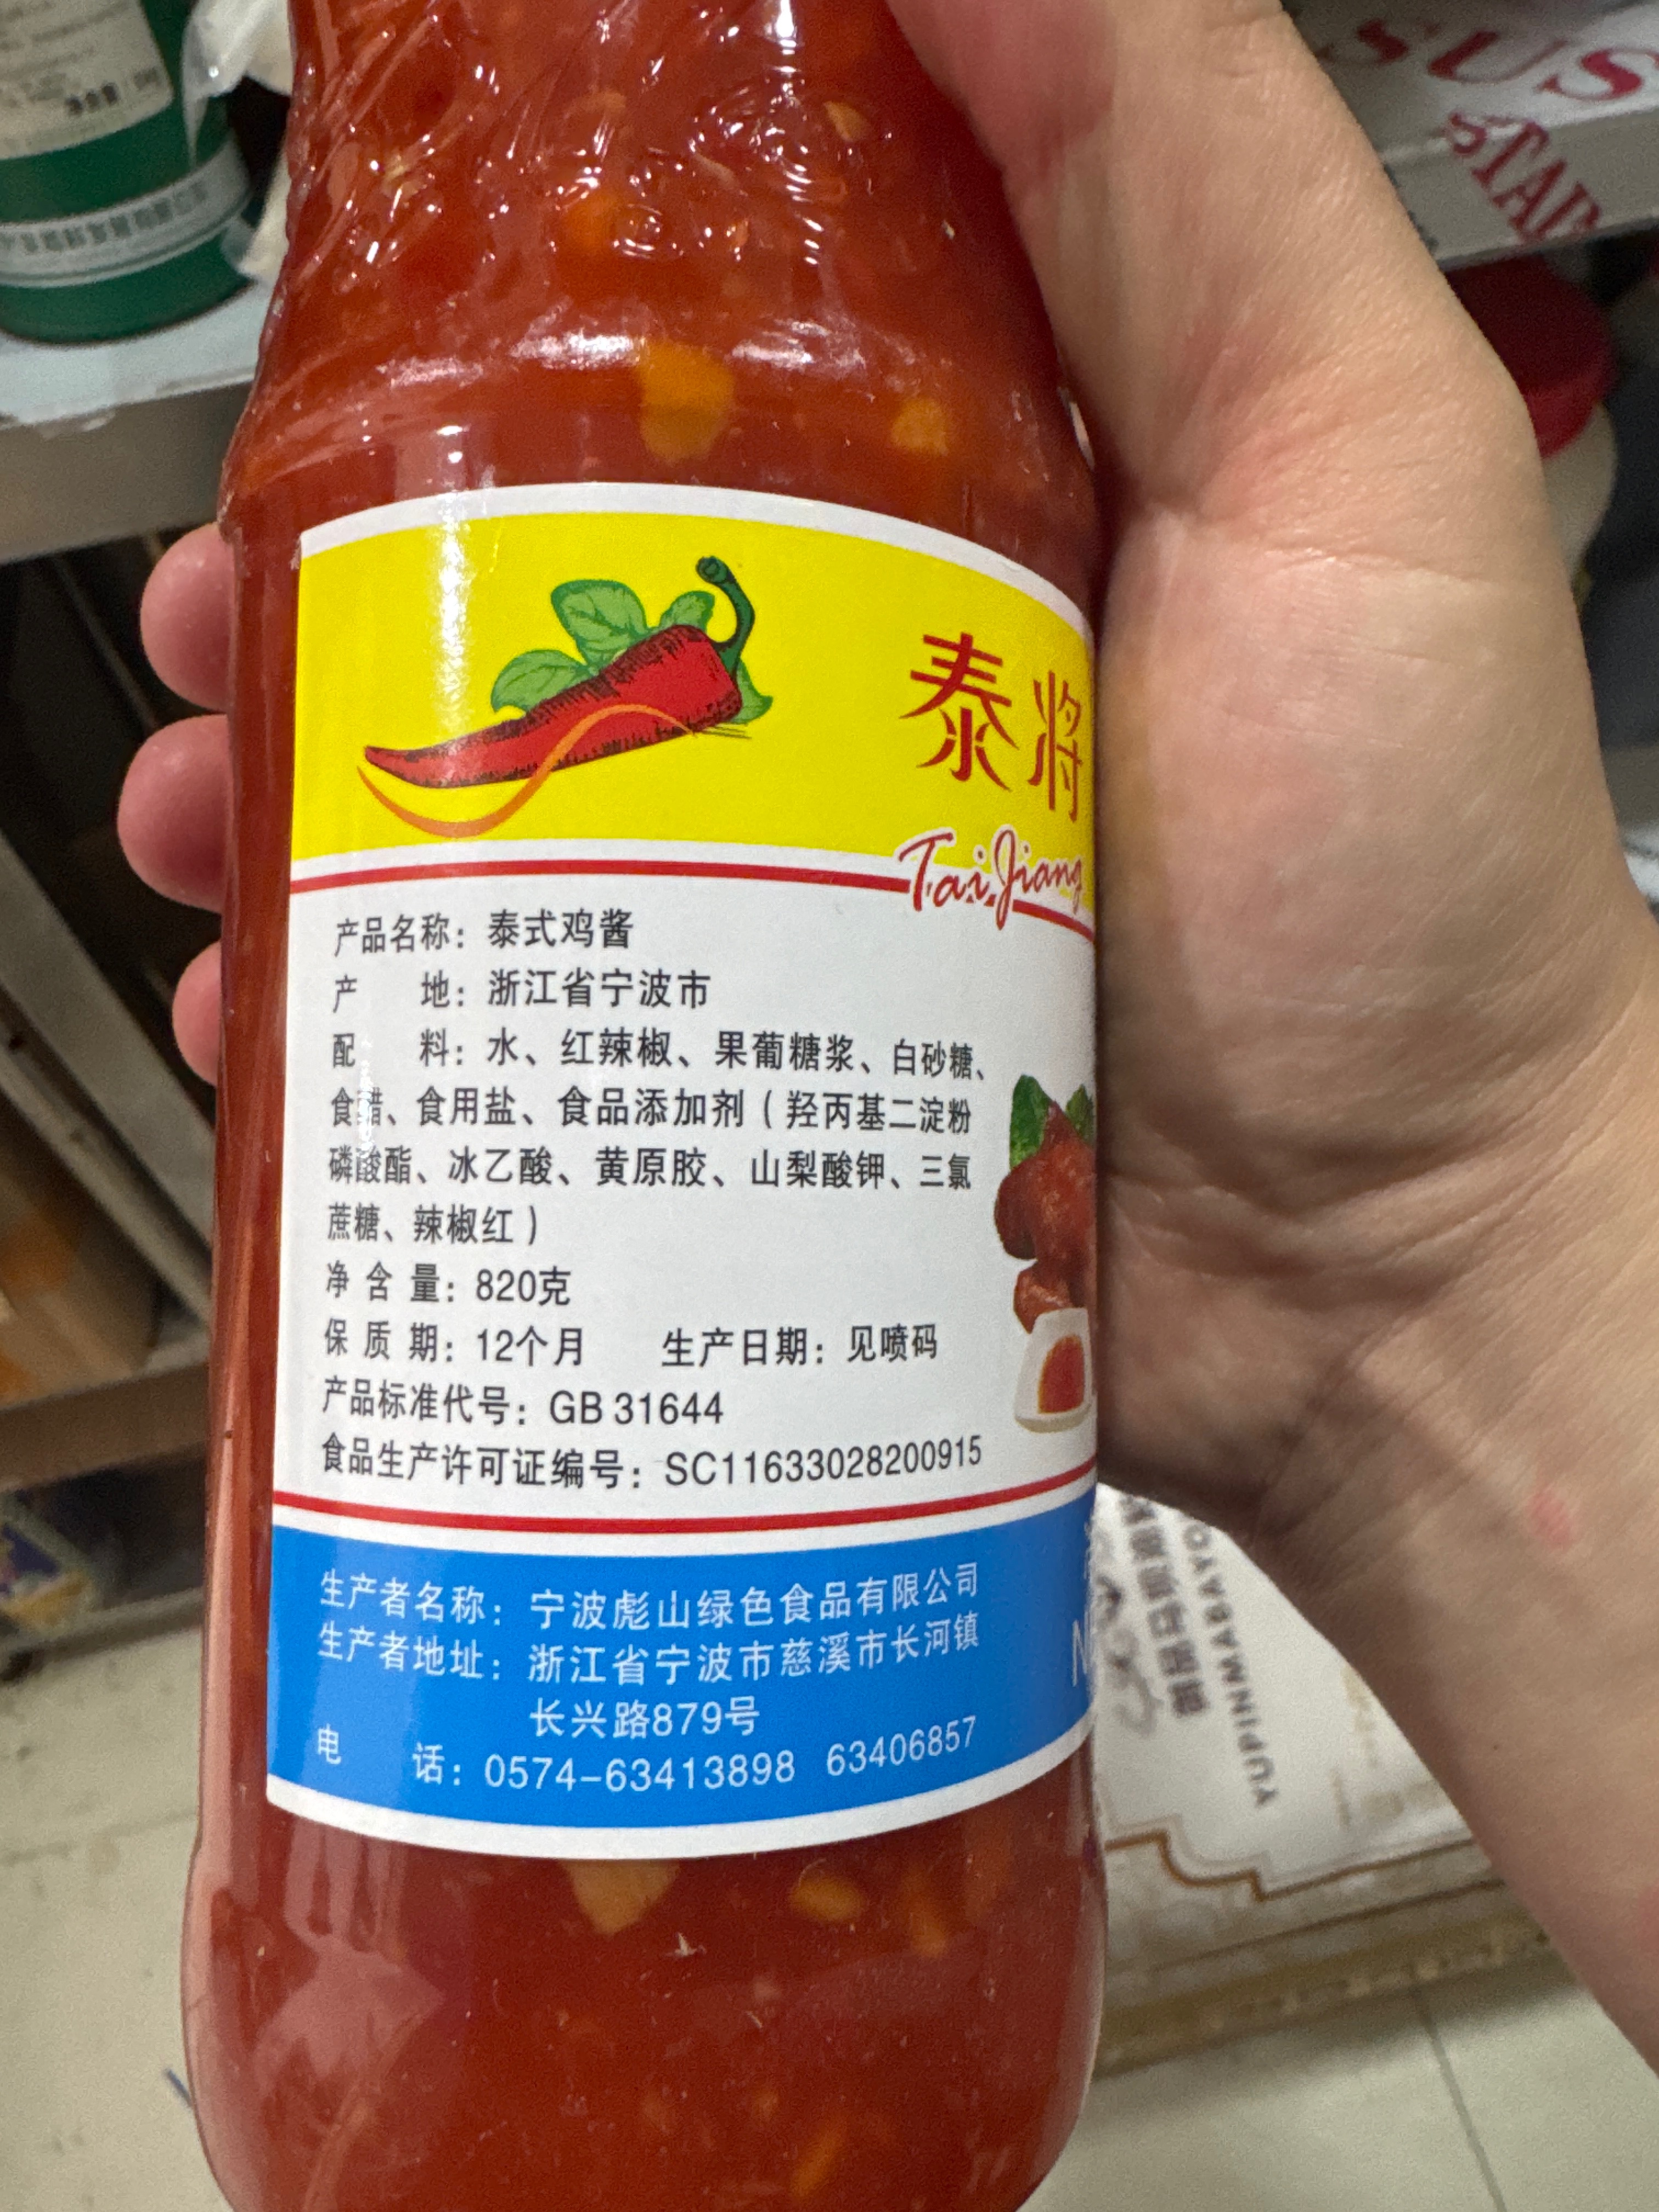 SUS
STAR
泰将
TaiJiang
产品名称：泰式鸡酱
产 地：浙江省宁波市
配 料：水、红辣椒、果葡糖浆、白砂糖、
食醋、食用盐、食品添加剂（羟丙基二淀粉
磷酸酯、冰乙酸、黄原胶、山梨酸钾、三氯
蔗糖、辣椒红）
净 含 量：820克
保 质 期：12个月 生产日期：见喷码
产品标准代号：GB 31644
食品生产许可证编号：SC11633028200915
生产者名称：宁波彪山绿色食品有限公司
生产者地址：浙江省宁波市慈溪市长河镇
长兴路879号
电 话：0574-63413898 63406857
YUPINMABAYO